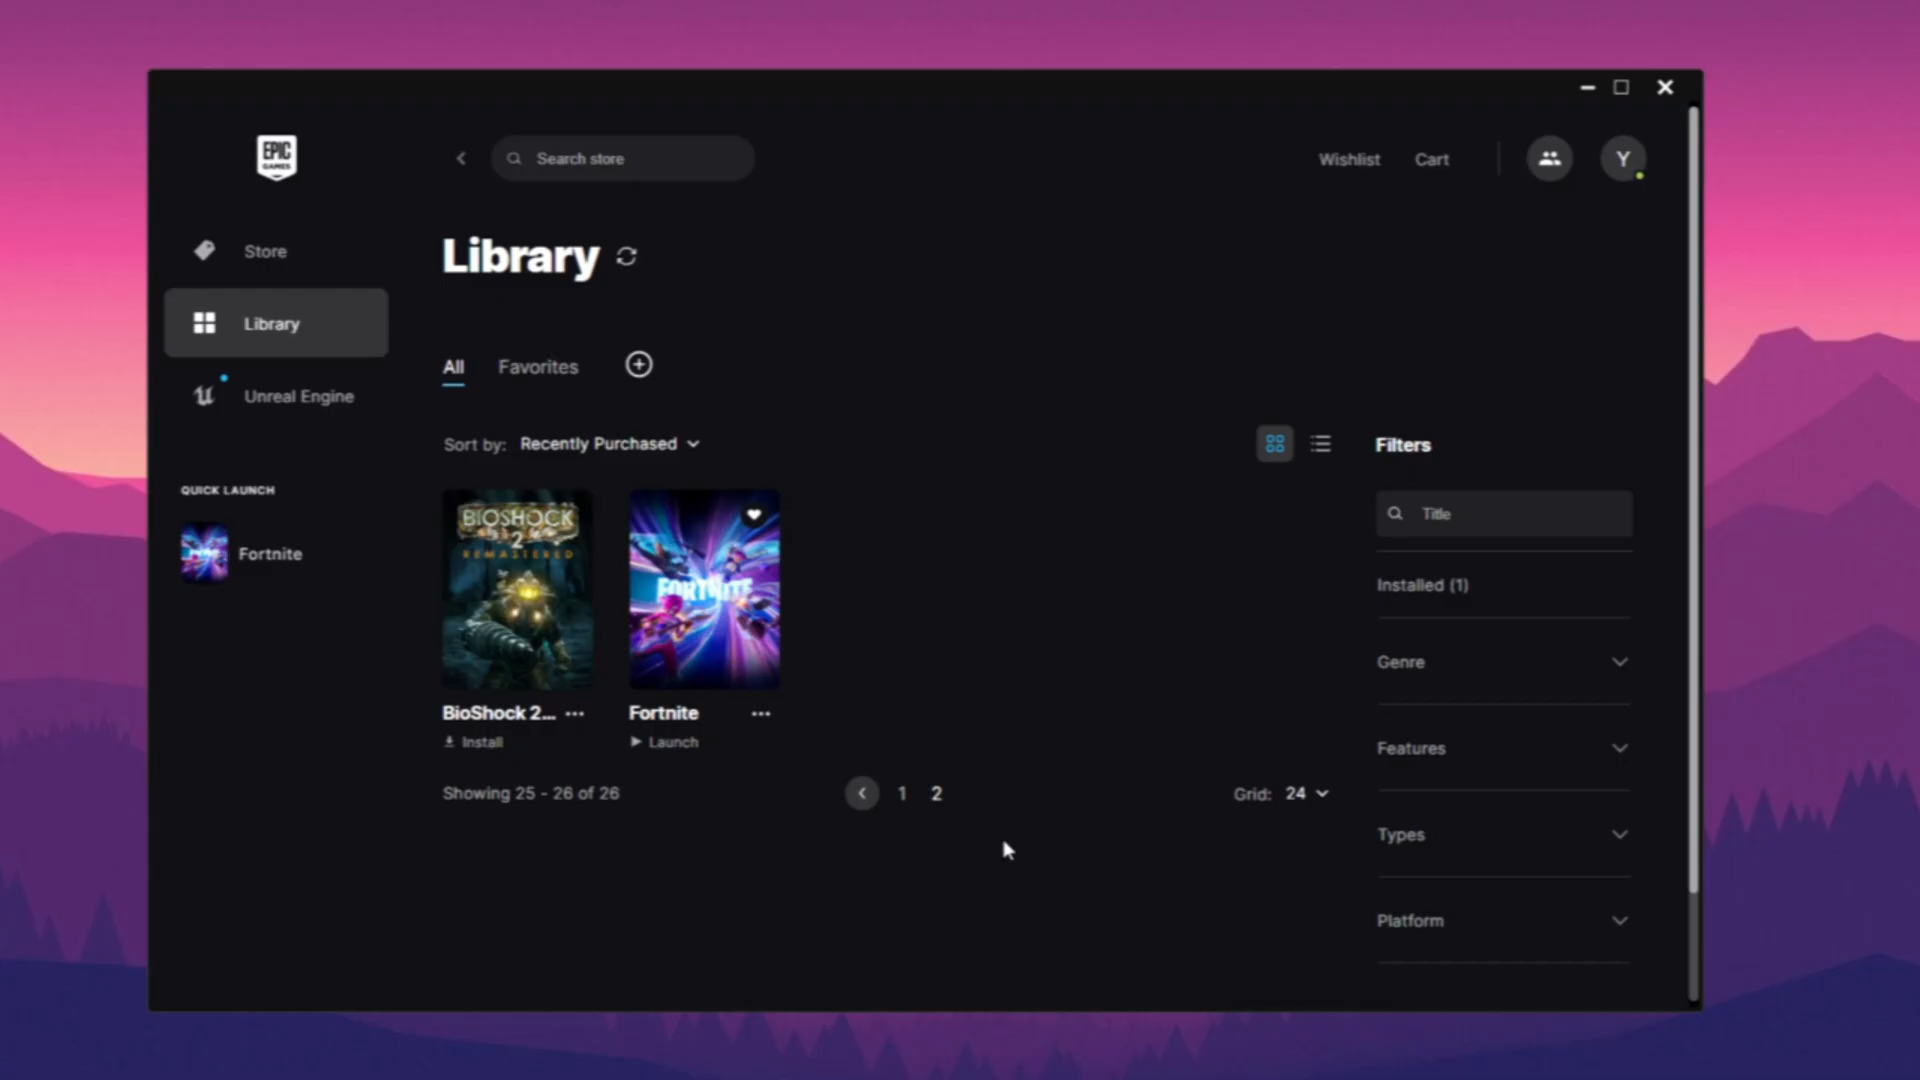 EPIC
GAMES
Search store
Wishlist
Cart
Y
Store
Library
Unreal Engine
QUICK LAUNCH
Fortnite
Library
All
Favorites
Sort by: Recently Purchased
BIOSHOCK
2
REMASTERED
FORTNITE
BioShock 2...
Install
Fortnite
Launch
Showing 25 - 26 of 26
1 2
Grid: 24
Filters
Title
Installed (1)
Genre
Features
Types
Platform